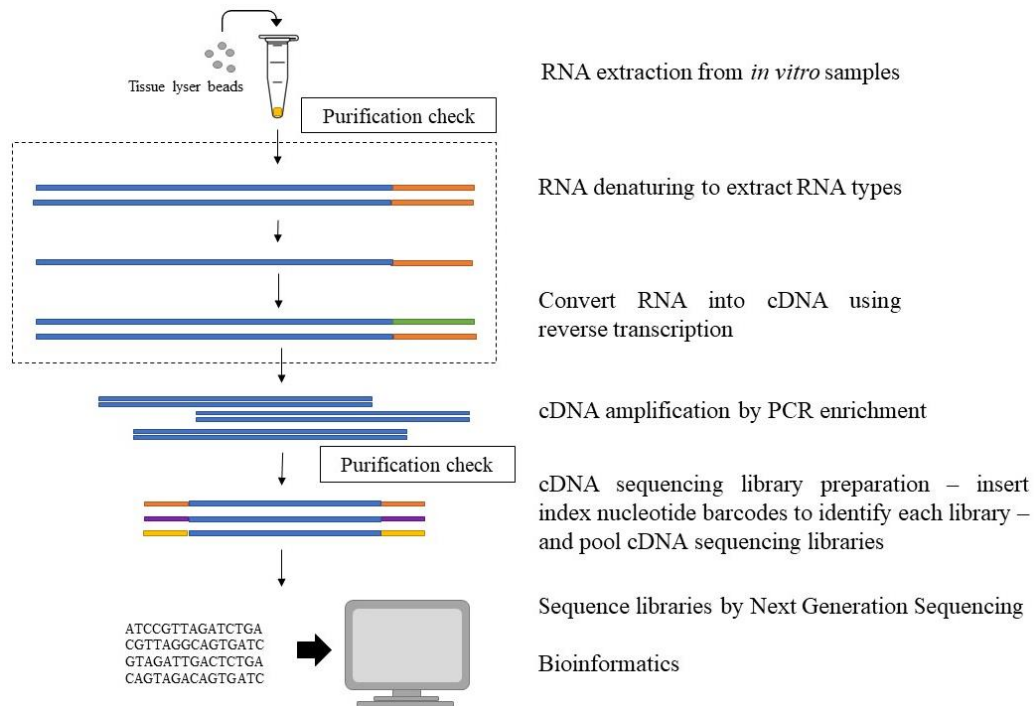 Tissue lyser beads
RNA extraction from in vitro samples
Purification check
RNA denaturing to extract RNA types
Convert RNA into cDNA using
reverse transcription
cDNA amplification by PCR enrichment
Purification check
cDNA sequencing library preparation – insert
index nucleotide barcodes to identify each library –
and pool cDNA sequencing libraries
Sequence libraries by Next Generation Sequencing
ATCCGTTAGATCTGA
CGTTAGGCAGTGATC
GTAGATTGACTCTGA
CAGTAGACAGTGATC
Bioinformatics